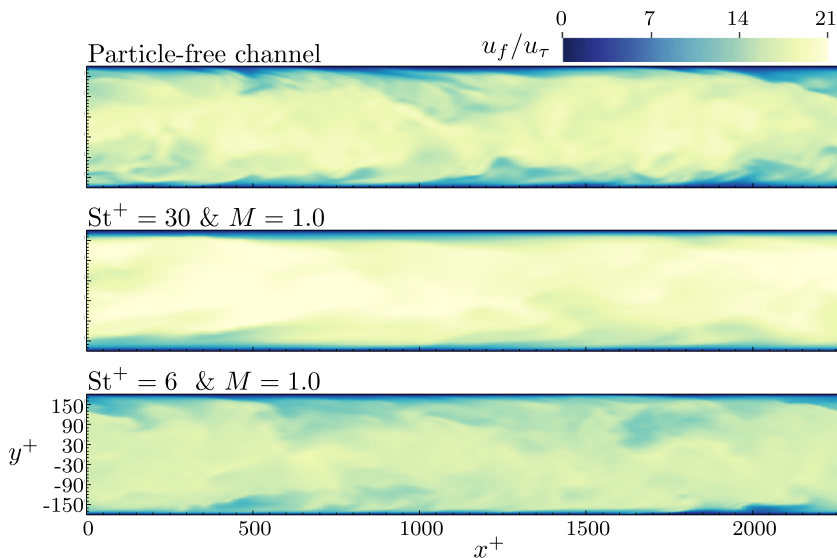 0 7 14 21
u_f/u_τ
Particle-free channel
St⁺ = 30 & M = 1.0
St⁺ = 6 & M = 1.0
150
90
30
-30
-90
-150
y⁺
0 500 1000 1500 2000
x⁺